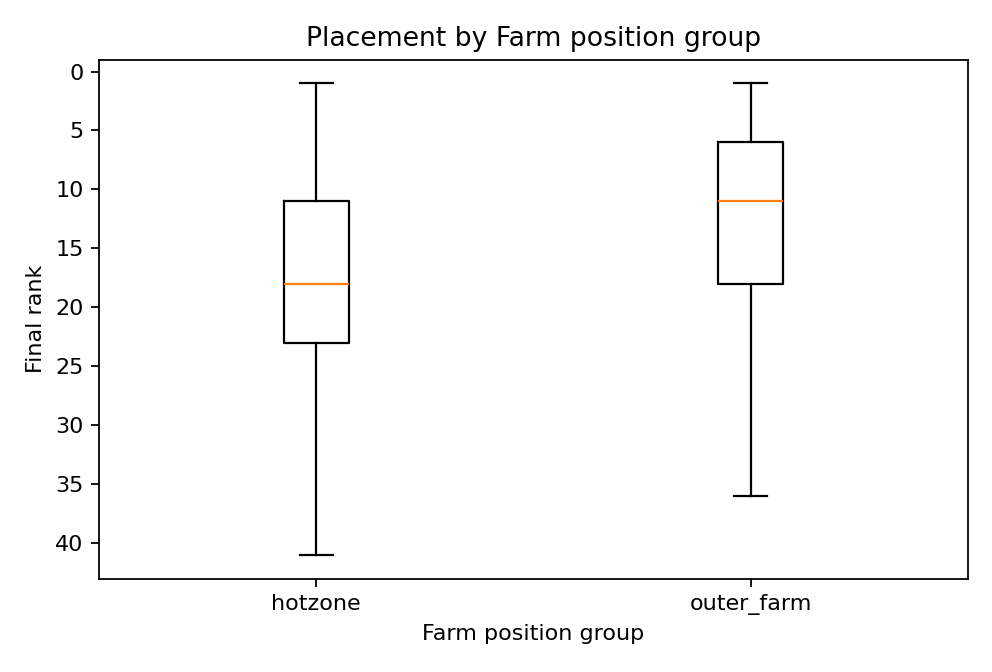 Placement by Farm position group
Final rank
0
5
10
15
20
25
30
35
40
hotzone
outer_farm
Farm position group